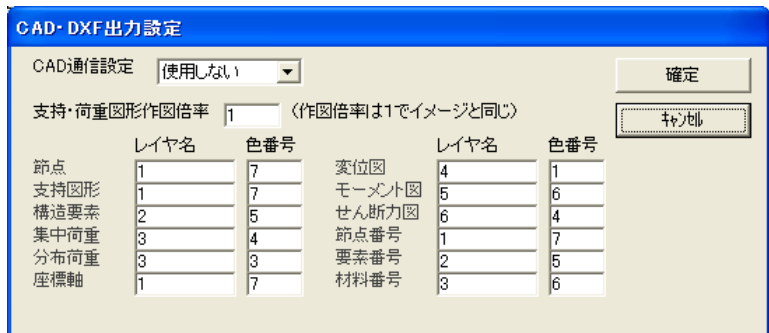 CAD・DXF出力設定
CAD通信設定 使用しない
確定
支持・荷重図形作図倍率 1 （作図倍率は1でイメージと同じ）
キャンセル
レイヤ名 色番号 レイヤ名 色番号
節点 1 7 変位図 4 1
支持図形 1 7 モーメント図 5 6
構造要素 2 5 せん断力図 6 4
集中荷重 3 4 節点番号 1 7
分布荷重 3 3 要素番号 2 5
座標軸 1 7 材料番号 3 6